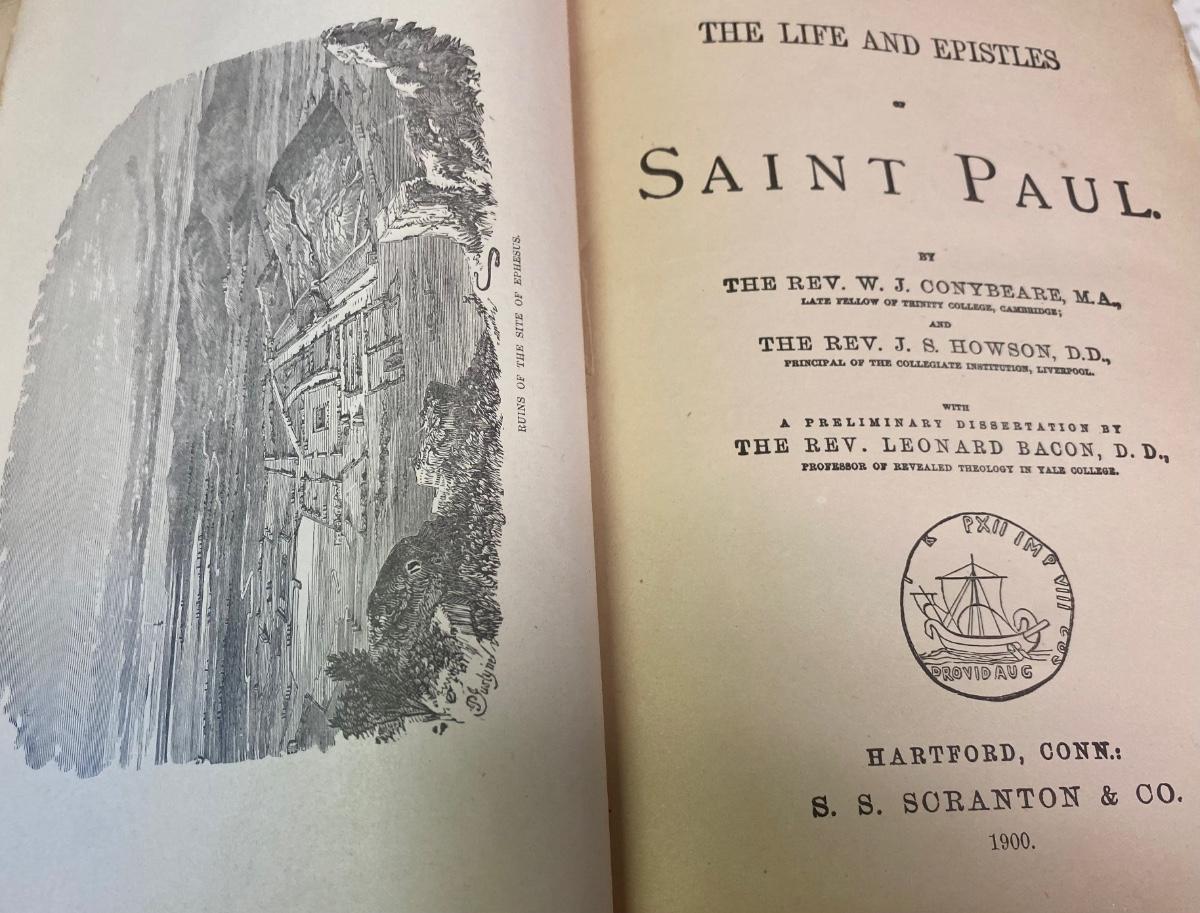 RUINS OF THE SITE OF EPHESUS.
THE LIFE AND EPISTLES
OF
SAINT PAUL.
BY
THE REV. W. J. CONYBEARE, M.A.,
LATE FELLOW OF TRINITY COLLEGE, CAMBRIDGE;
AND
THE REV. J. S. HOWSON, D.D.,
PRINCIPAL OF THE COLLEGIATE INSTITUTION, LIVERPOOL.
WITH
A PRELIMINARY DISSERTATION BY
THE REV. LEONARD BACON, D. D.,
PROFESSOR OF REVEALED THEOLOGY IN YALE COLLEGE.
PXII IMP VIII
PROVIDAUG
HARTFORD, CONN.:
S. S. SCRANTON & CO.
1900.